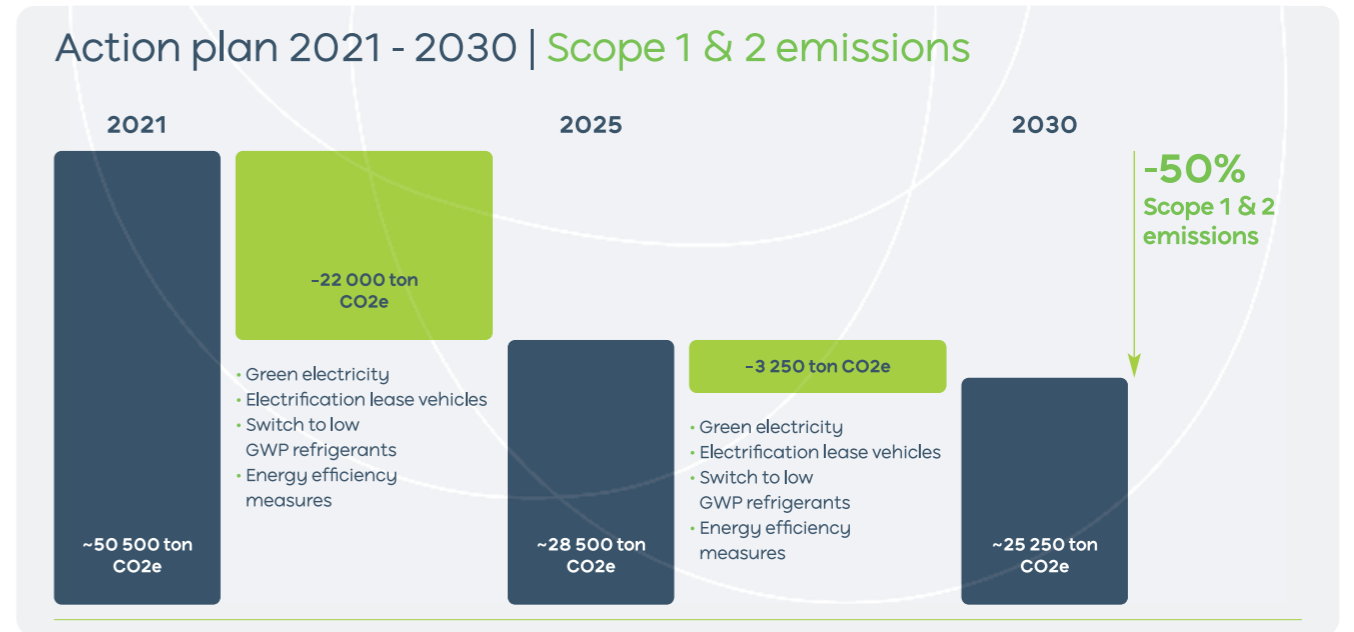 Action plan 2021 - 2030 | Scope 1 & 2 emissions
2021
2025
2030
-50%
Scope 1 & 2
emissions
-22 000 ton
CO2e
• Green electricity
• Electrification lease vehicles
• Switch to low
GWP refrigerants
• Energy efficiency
measures
-3 250 ton CO2e
• Green electricity
• Electrification lease vehicles
• Switch to low
GWP refrigerants
• Energy efficiency
measures
~50 500 ton
CO2e
~28 500 ton
CO2e
~25 250 ton
CO2e